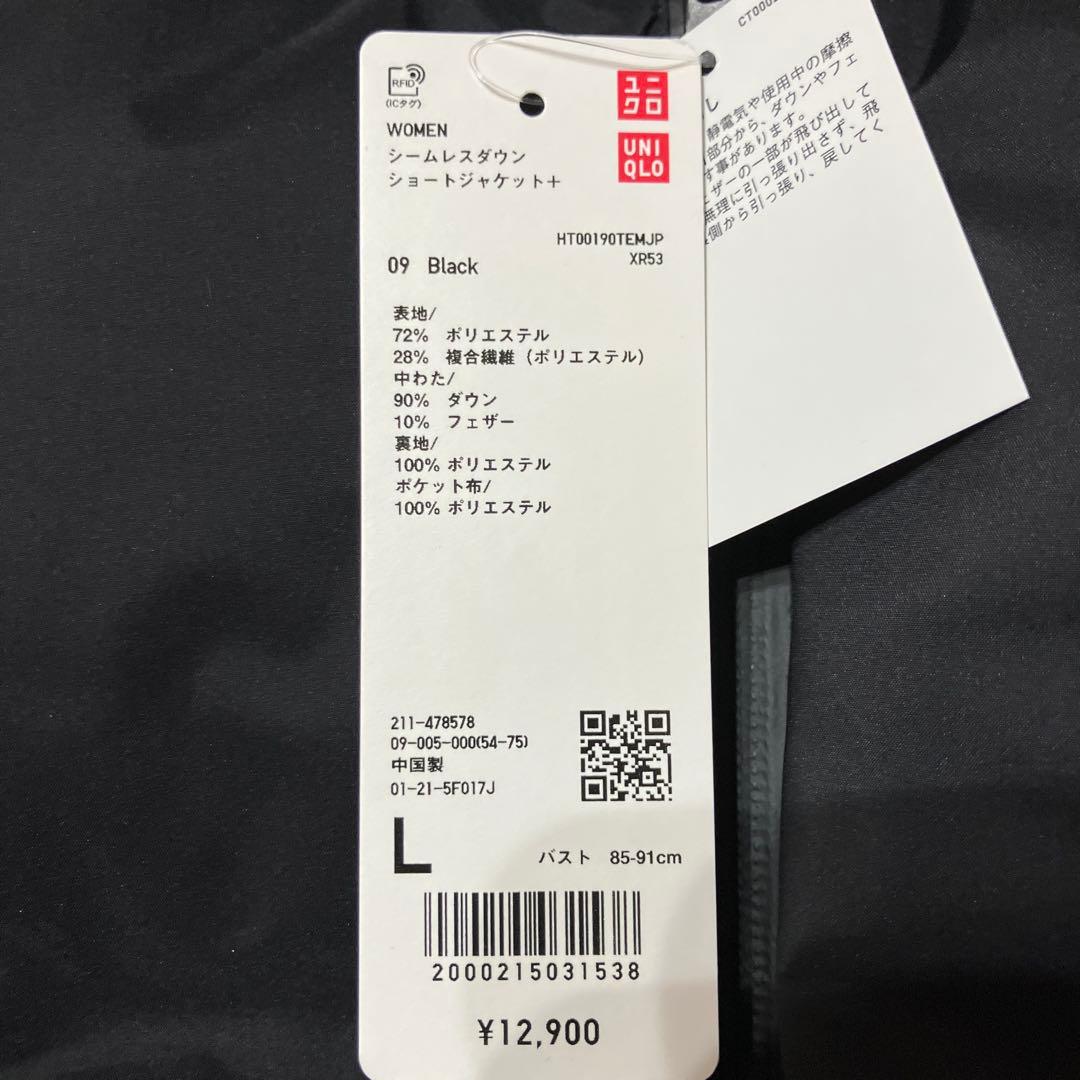 RFID
(ICタグ)
ユニ
クロ
UNI
QLO
WOMEN
シームレスダウン
ショートジャケット+
HT00190TEMJP
XR53
09 Black
表地/
72% ポリエステル
28% 複合繊維（ポリエステル）
中わた/
90% ダウン
10% フェザー
裏地/
100% ポリエステル
ポケット布/
100% ポリエステル
211-478578
09-005-000(54-75)
中国製
01-21-5F017J
L
バスト 85-91cm
2000215031538
¥12,900
静電気や使用中の摩擦
部分から、ダウンやフェ
す事があります。
ザーの一部が飛び出して
無理に引っ張り出さず、飛
側から引っ張り、戻してく